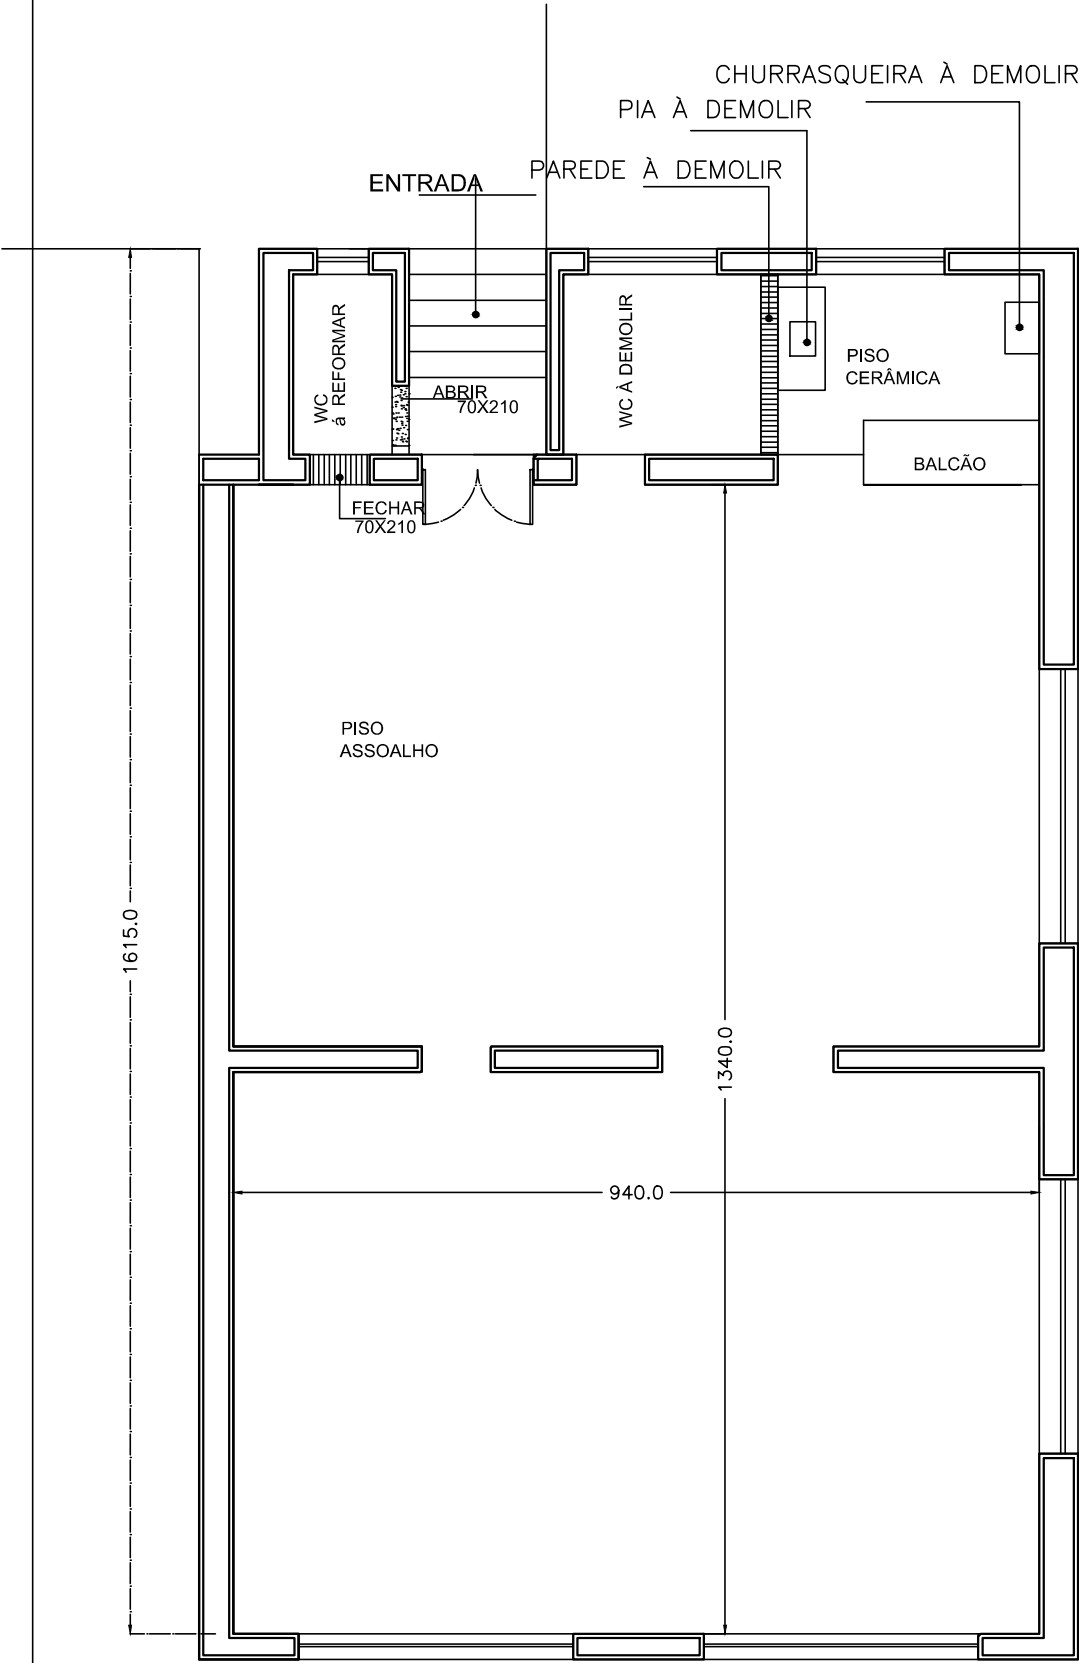 CHURRASQUEIRA À DEMOLIR
PIA À DEMOLIR
PAREDE À DEMOLIR
ENTRADA
WC
á REFORMAR
WC À DEMOLIR
PISO
CERÂMICA
ABRIR
70X210
BALCÃO
FECHAR
70X210
PISO
ASSOALHO
1615.0
1340.0
940.0